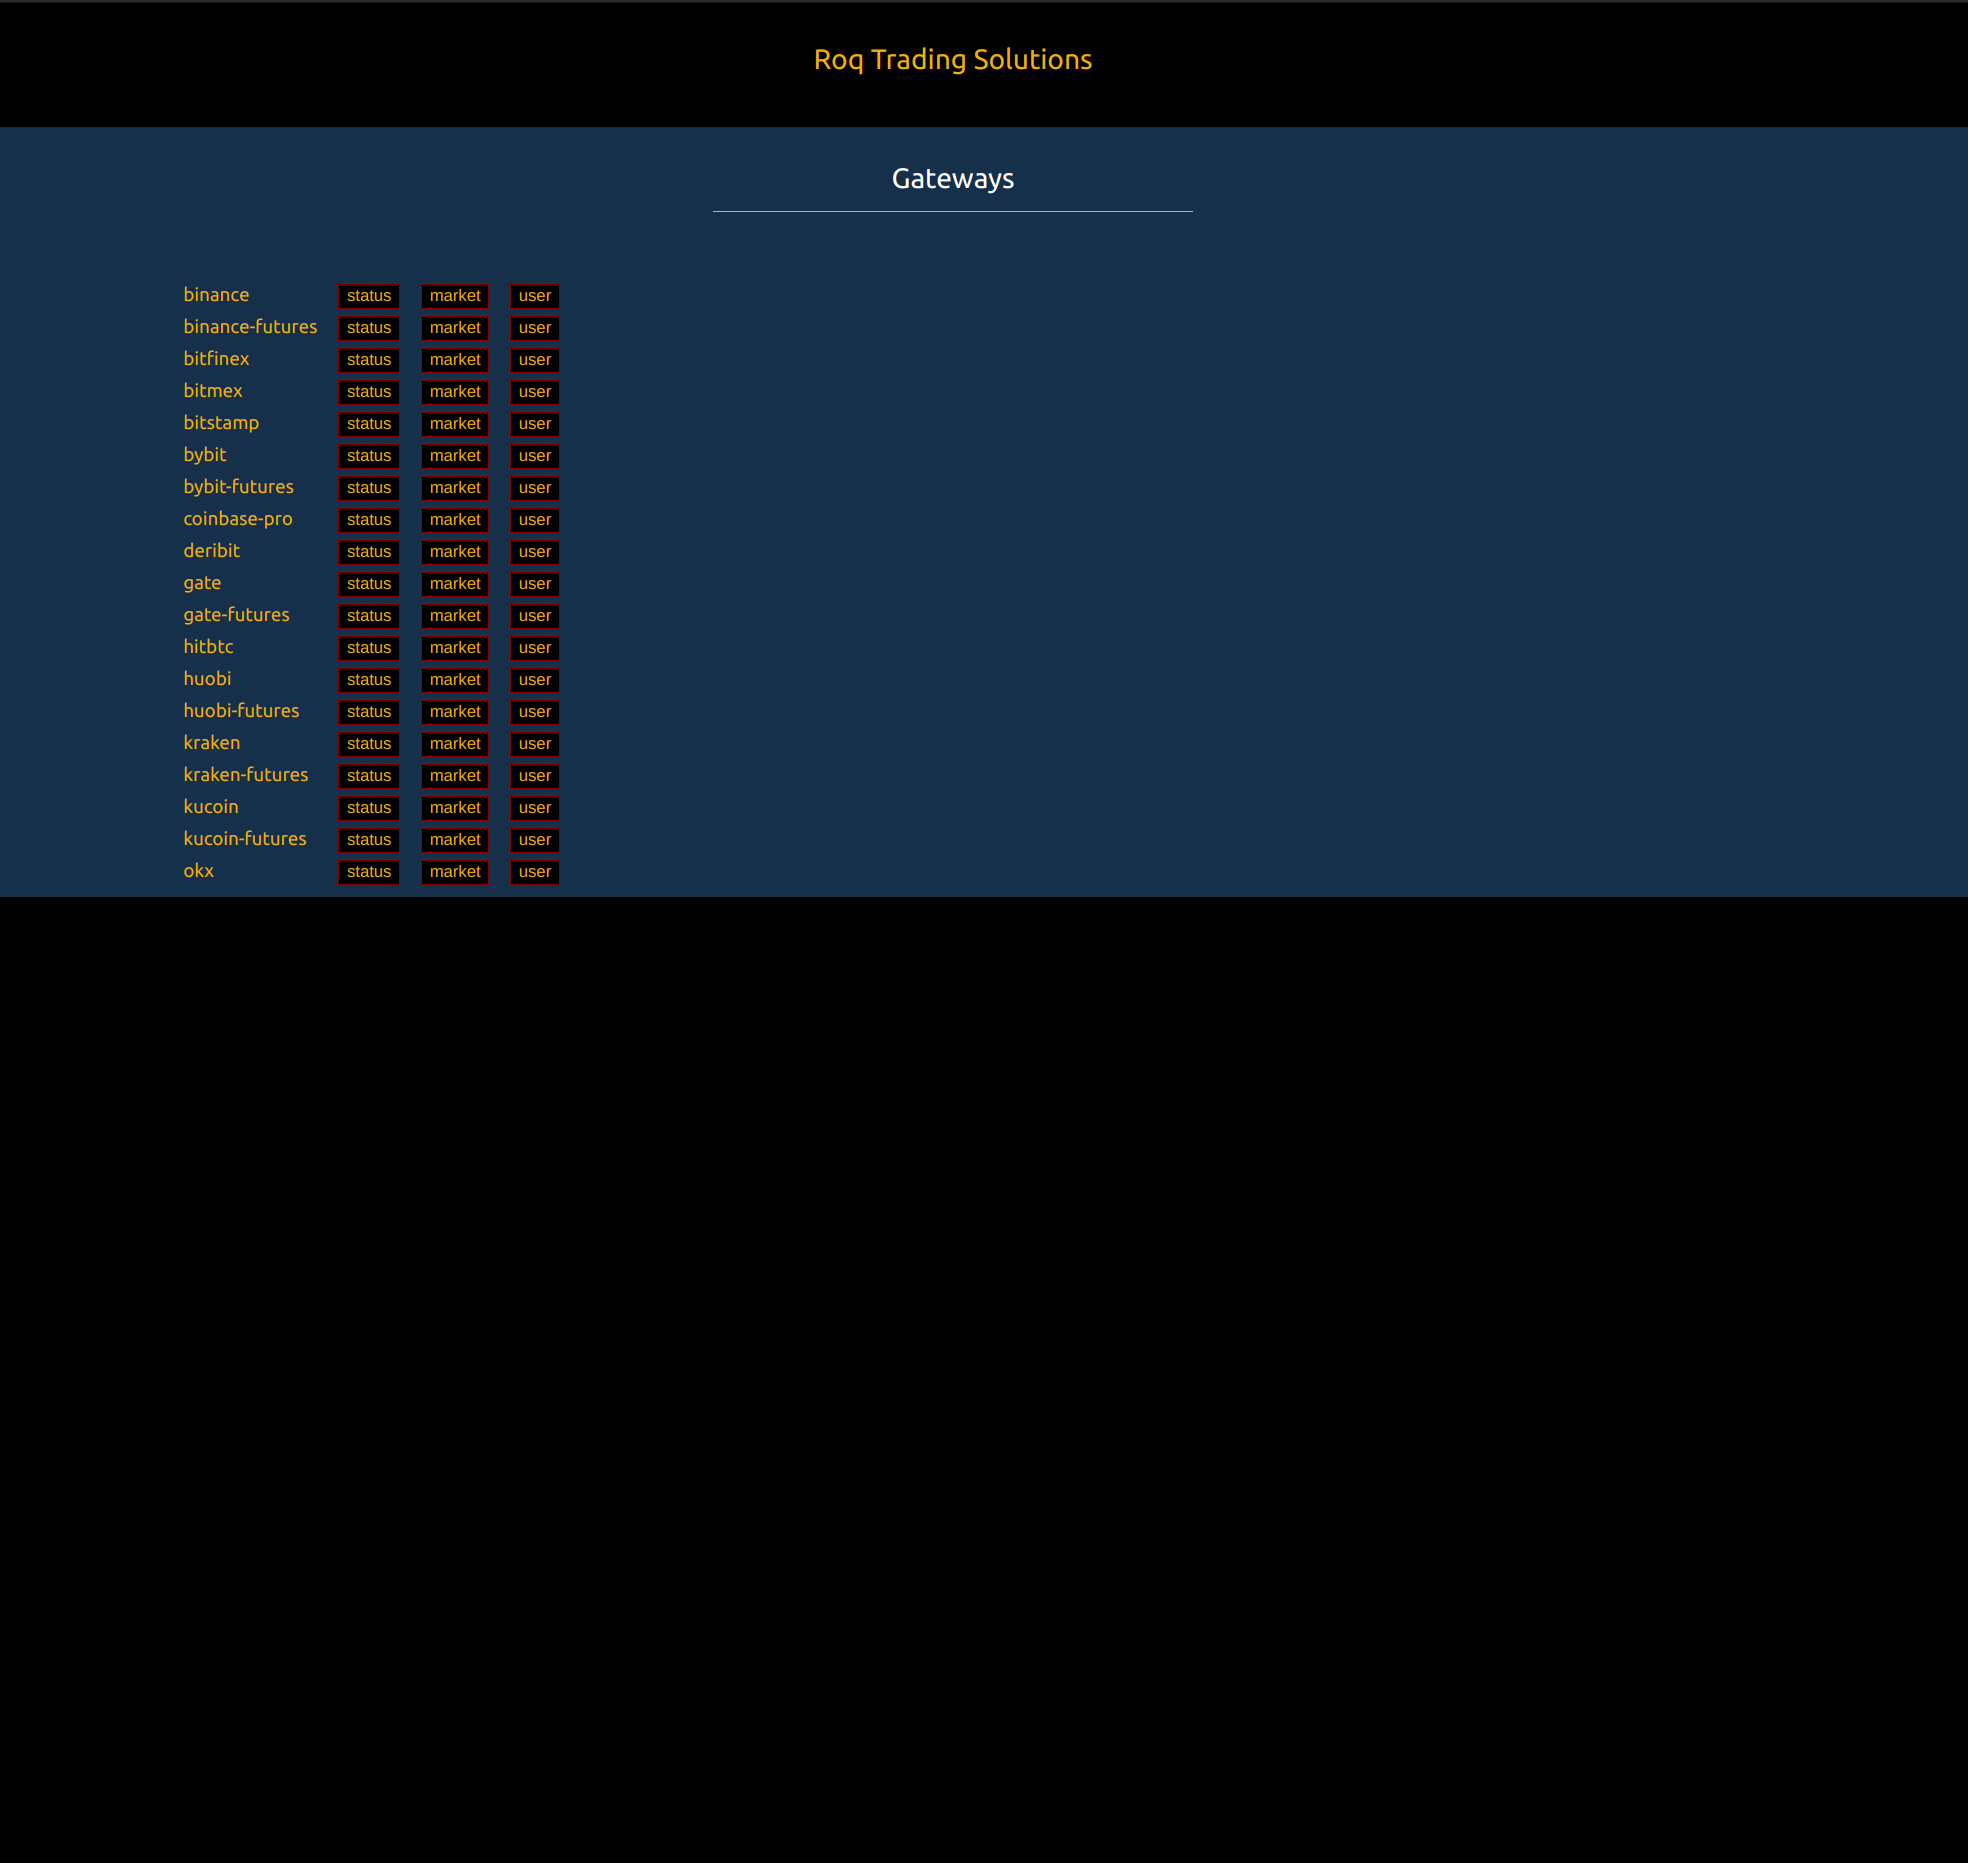 Roq Trading Solutions
Gateways
binance status market user
binance-futures status market user
bitfinex status market user
bitmex status market user
bitstamp status market user
bybit status market user
bybit-futures status market user
coinbase-pro status market user
deribit status market user
gate status market user
gate-futures status market user
hitbtc status market user
huobi status market user
huobi-futures status market user
kraken status market user
kraken-futures status market user
kucoin status market user
kucoin-futures status market user
okx status market user